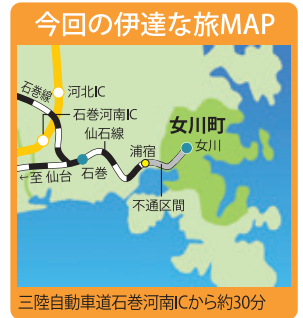 今回の伊達な旅MAP
石巻線
河北IC
石巻河南IC
仙石線
女川町
浦宿
女川
←至 仙台
石巻
不通区間
三陸自動車道石巻河南ICから約30分